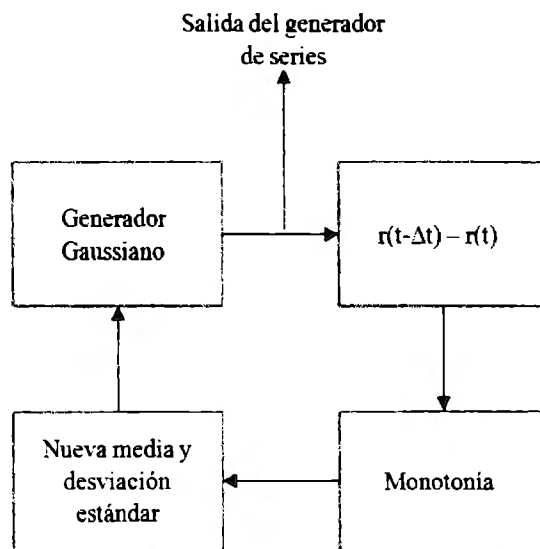 Salida del generador
de series
Generador
Gaussiano
r(t-Δt) – r(t)
Nueva media y
desviación
estándar
Monotonía